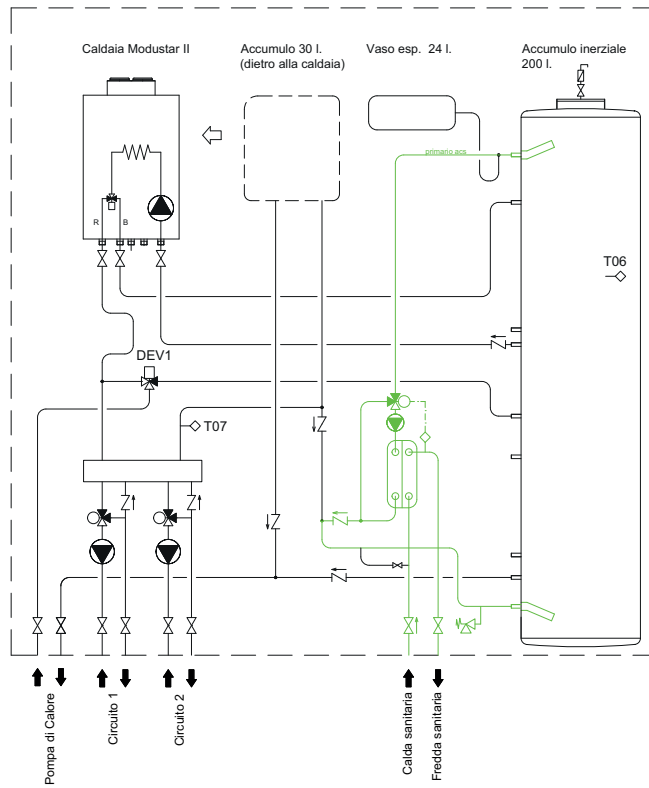 Caldaia Modustar II
Accumulo 30 l.
(dietro alla caldaia)
Vaso esp. 24 l.
Accumulo inerziale
200 l.
primario acs
R
B
T06
DEV1
T07
Pompa di Calore
Circuito 1
Circuito 2
Calda sanitaria
Fredda sanitaria